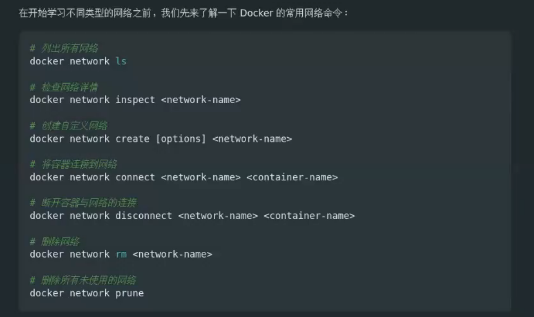 在开始学习不同类型的网络之前，我们先来了解一下 Docker 的常用网络命令：
# 列出所有网络
docker network ls
# 检查网络详情
docker network inspect <network-name>
# 创建自定义网络
docker network create [options] <network-name>
# 将容器连接到网络
docker network connect <network-name> <container-name>
# 断开容器与网络的连接
docker network disconnect <network-name> <container-name>
# 删除网络
docker network rm <network-name>
# 删除所有未使用的网络
docker network prune